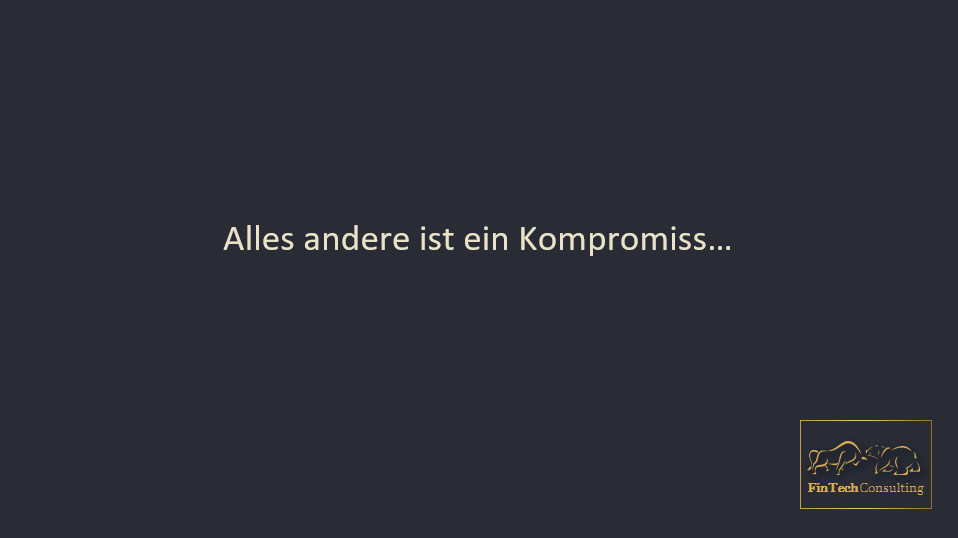 Alles andere ist ein Kompromiss…
FinTechConsulting